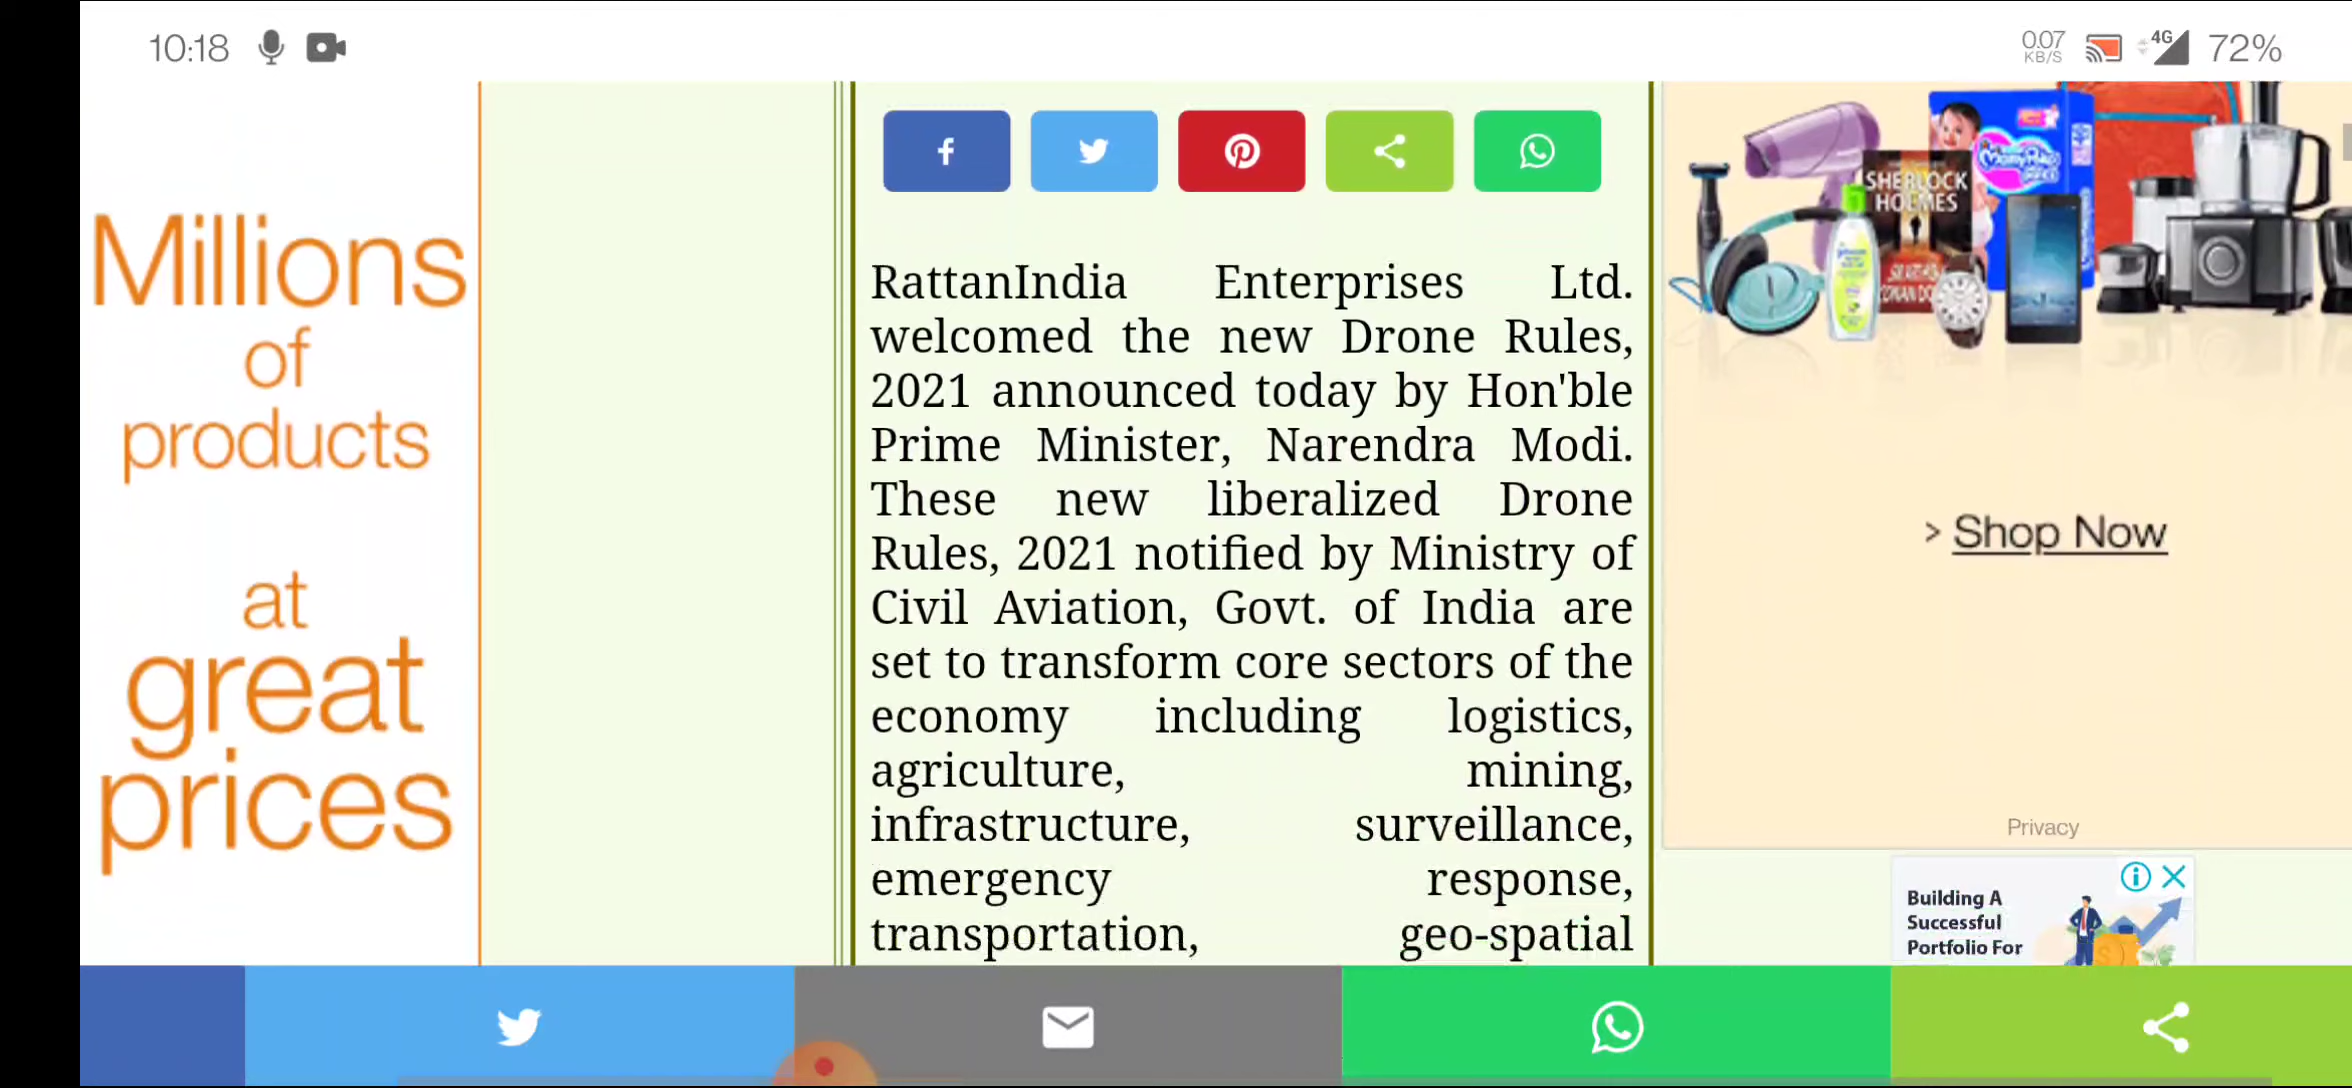 10:18
0.07
KB/S
4G
72%
Millions
of
products
at
great
prices
RattanIndia Enterprises Ltd.
welcomed the new Drone Rules,
2021 announced today by Hon'ble
Prime Minister, Narendra Modi.
These new liberalized Drone
Rules, 2021 notified by Ministry of
Civil Aviation, Govt. of India are
set to transform core sectors of the
economy including logistics,
agriculture, mining,
infrastructure, surveillance,
emergency response,
transportation, geo-spatial
SHERLOCK
HOLMES
MamyPoko
> Shop Now
Privacy
Building A
Successful
Portfolio For